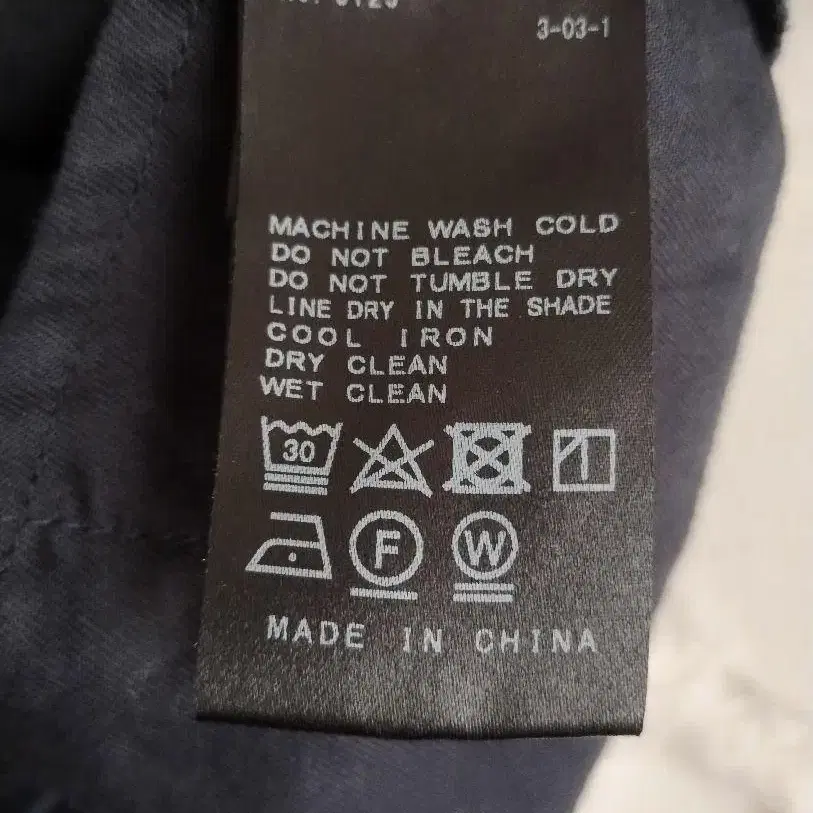 3-03-1
MACHINE WASH COLD
DO NOT BLEACH
DO NOT TUMBLE DRY
LINE DRY IN THE SHADE
COOL IRON
DRY CLEAN
WET CLEAN
30
F W
MADE IN CHINA